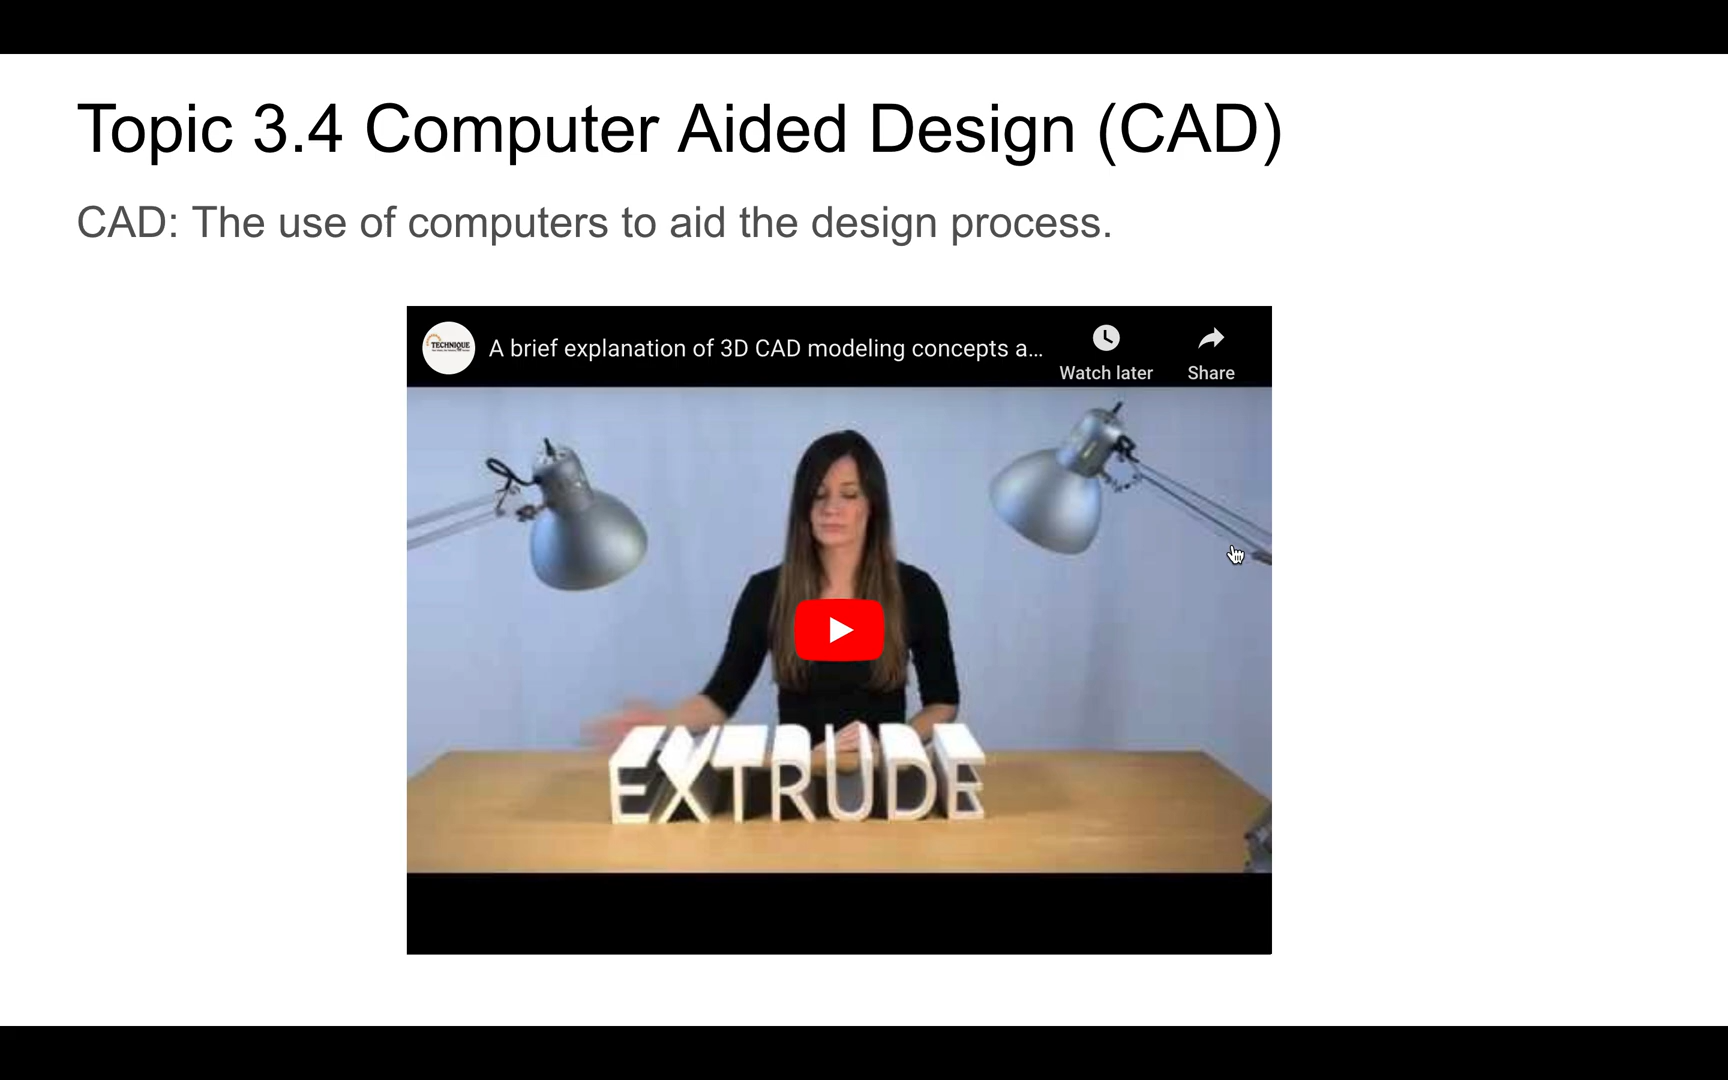 Topic 3.4 Computer Aided Design (CAD)
CAD: The use of computers to aid the design process.
TECHNIQUE
A brief explanation of 3D CAD modeling concepts a...
Watch later
Share
EXTRUDE